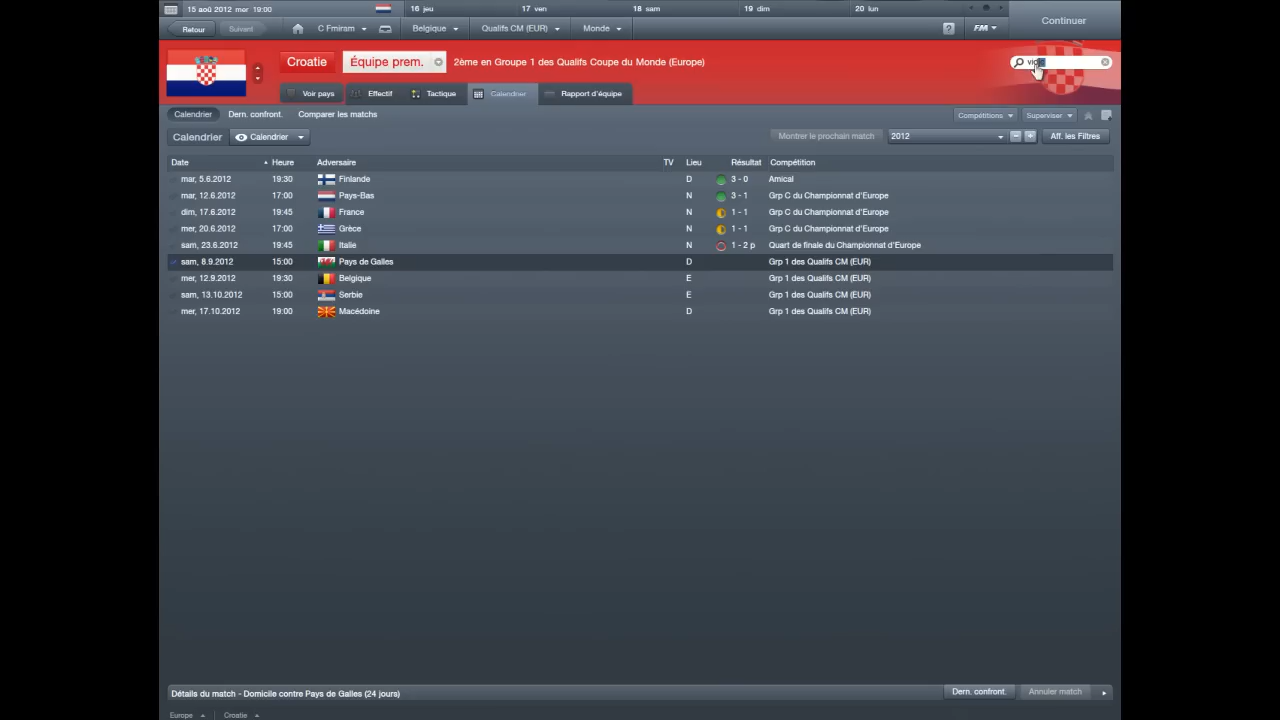 15 aoû 2012 mer 19:00 16 jeu 17 ven 18 sam 19 dim 20 lun Continuer
Retour Suivant C Fmiram Belgique Qualifs CM (EUR) Monde ? FM
Croatie Équipe prem. 2ème en Groupe 1 des Qualifs Coupe du Monde (Europe)
Voir pays Effectif Tactique Calendrier Rapport d'équipe
Calendrier Dern. confront. Comparer les matchs Compétitions Superviser
Calendrier Calendrier Montrer le prochain match 2012 Aff. les Filtres
Date Heure Adversaire TV Lieu Résultat Compétition
mar, 5.6.2012 19:30 Finlande D 3 - 0 Amical
mar, 12.6.2012 17:00 Pays-Bas N 3 - 1 Grp C du Championnat d'Europe
dim, 17.6.2012 19:45 France N 1 - 1 Grp C du Championnat d'Europe
mer, 20.6.2012 17:00 Grèce N 1 - 1 Grp C du Championnat d'Europe
sam, 23.6.2012 19:45 Italie N 1 - 2 p Quart de finale du Championnat d'Europe
sam, 8.9.2012 15:00 Pays de Galles D Grp 1 des Qualifs CM (EUR)
mer, 12.9.2012 19:30 Belgique E Grp 1 des Qualifs CM (EUR)
sam, 13.10.2012 15:00 Serbie E Grp 1 des Qualifs CM (EUR)
mer, 17.10.2012 19:00 Macédoine D Grp 1 des Qualifs CM (EUR)
Détails du match - Domicile contre Pays de Galles (24 jours) Dern. confront. Annuler match
Europe Croatie